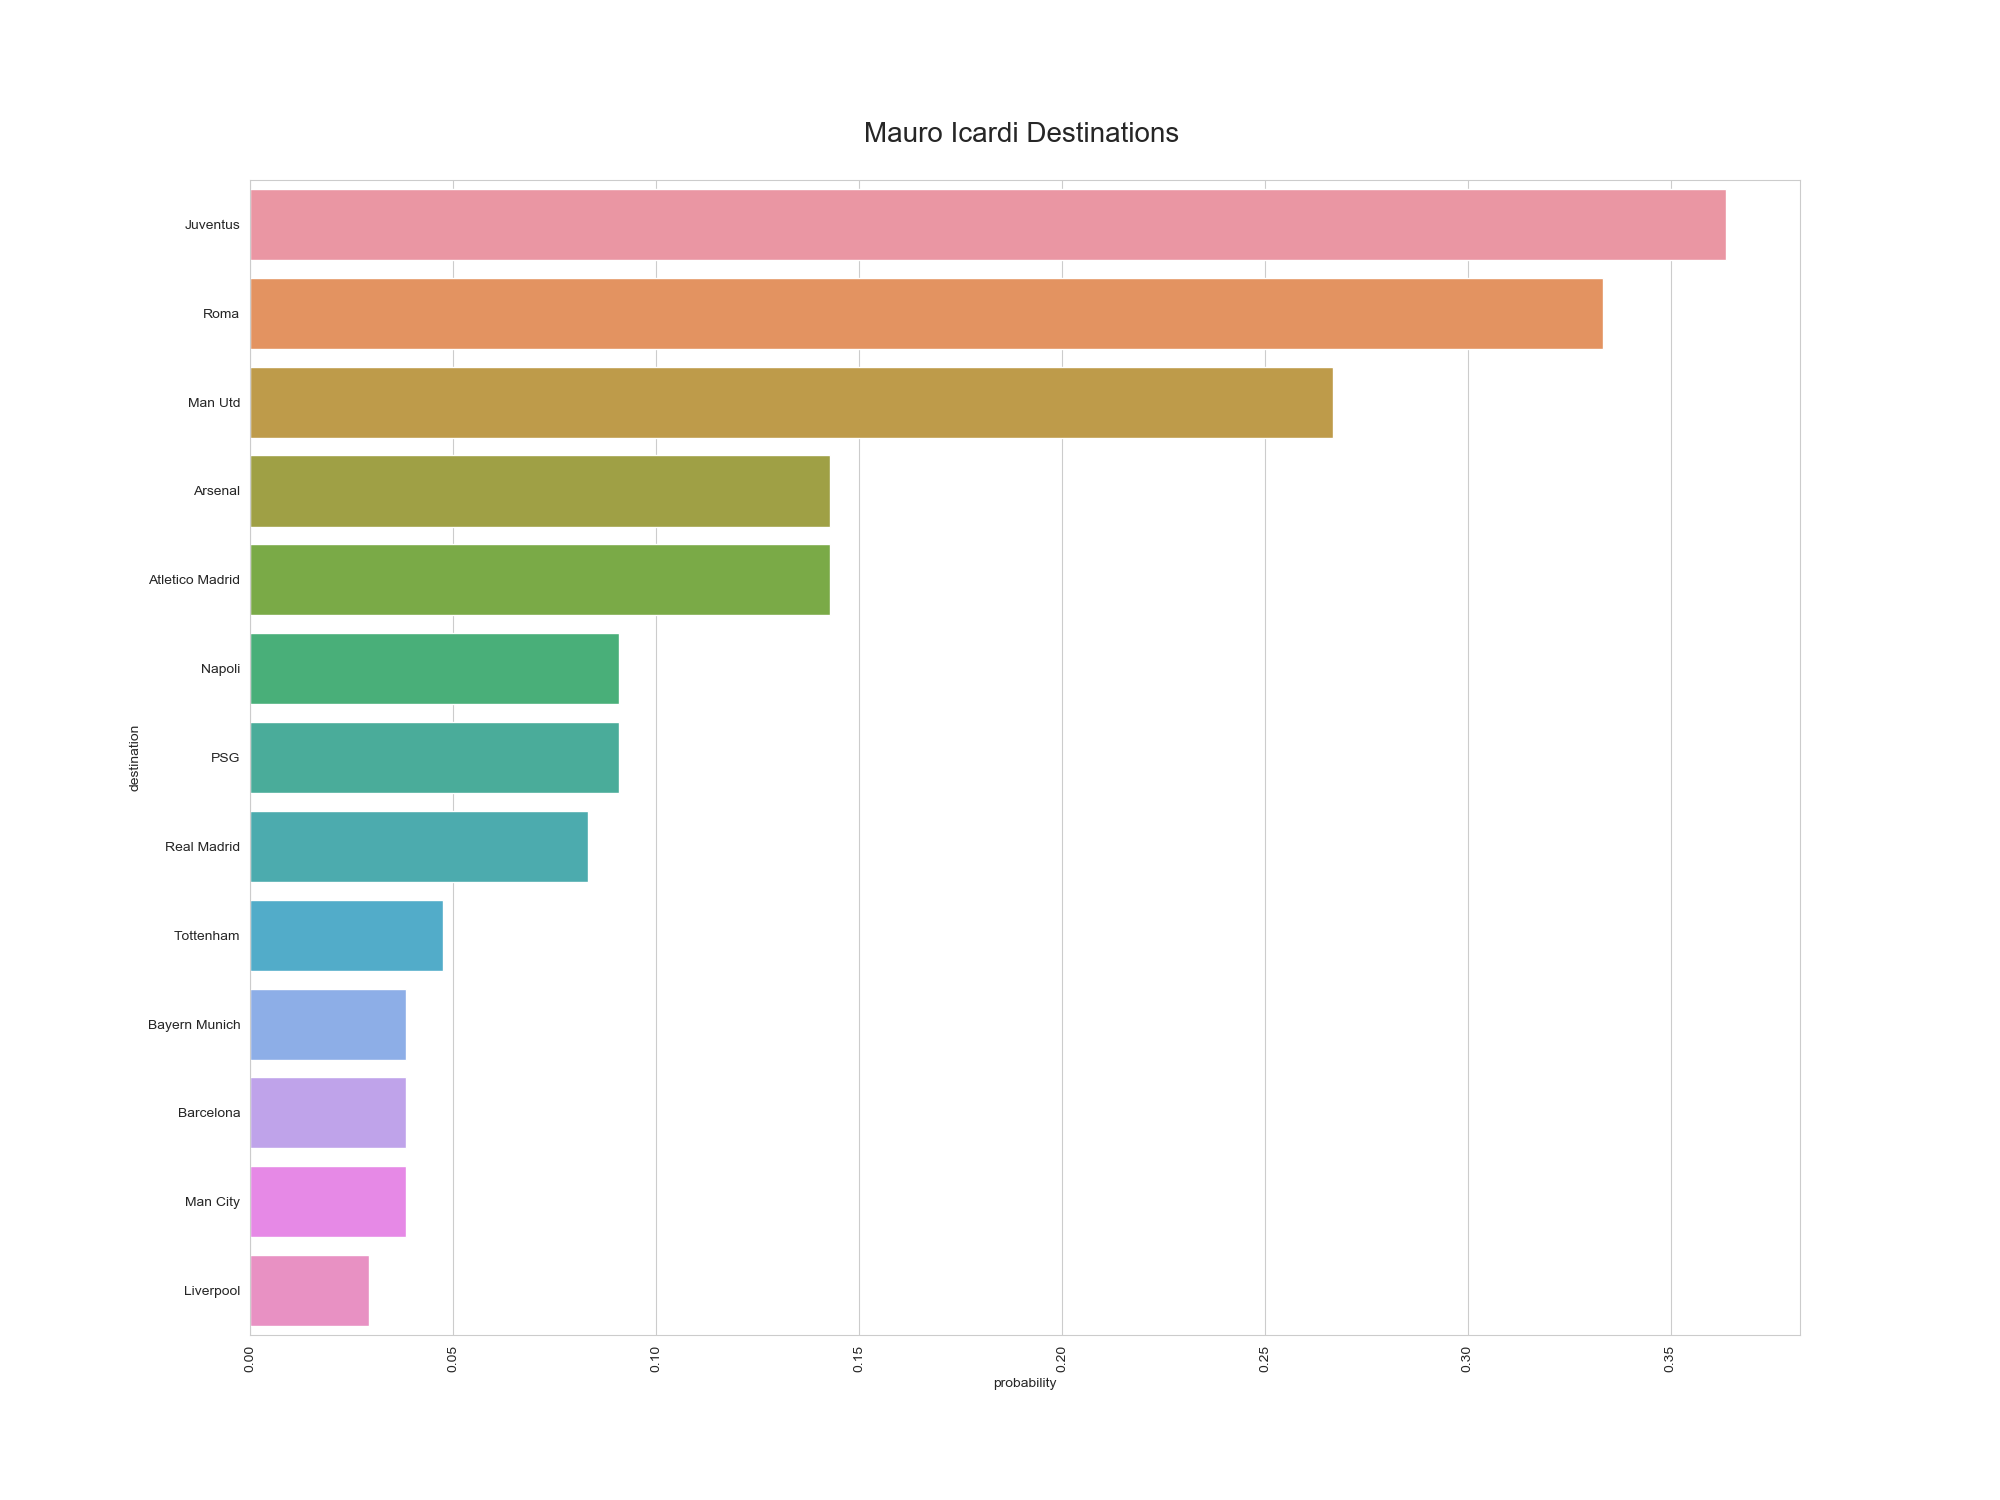 Mauro Icardi Destinations
Juventus
Roma
Man Utd
Arsenal
Atletico Madrid
Napoli
PSG
Real Madrid
Tottenham
Bayern Munich
Barcelona
Man City
Liverpool
destination
0.00
0.05
0.10
0.15
0.20
0.25
0.30
0.35
probability